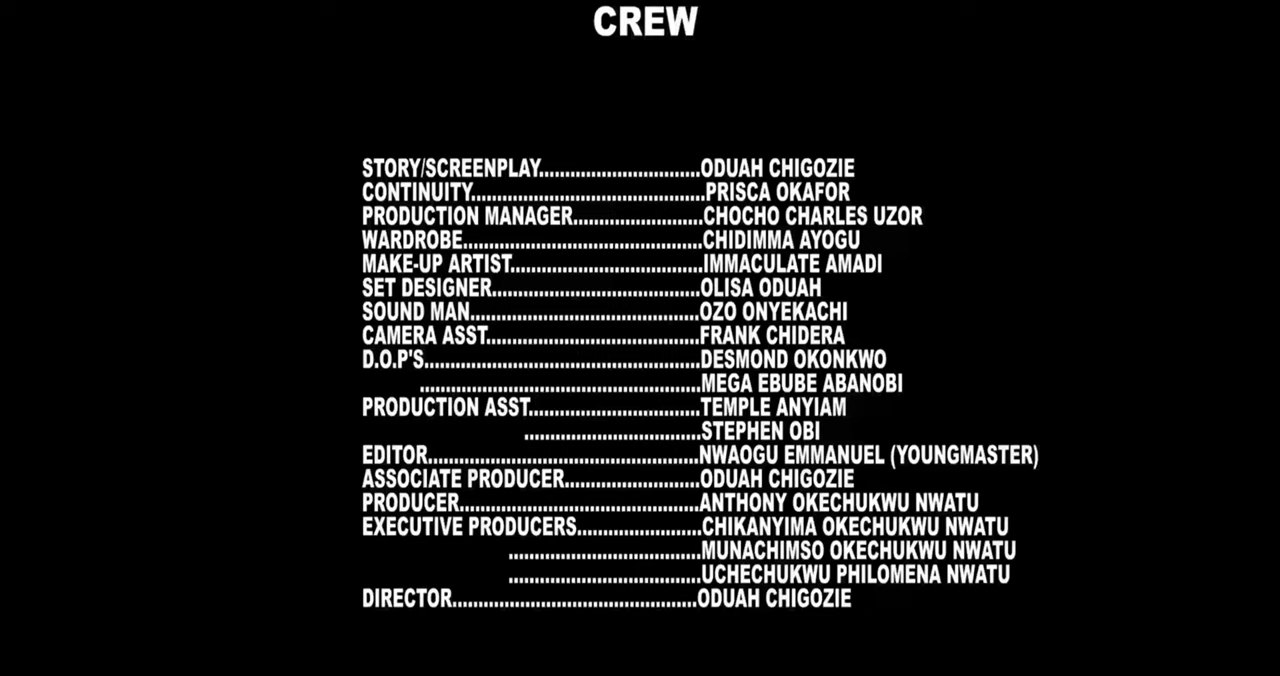 CREW
STORY/SCREENPLAY...............................ODUAH CHIGOZIE
CONTINUITY.............................................PRISCA OKAFOR
PRODUCTION MANAGER.........................CHOCHO CHARLES UZOR
WARDROBE..............................................CHIDIMMA AYOGU
MAKE-UP ARTIST.....................................IMMACULATE AMADI
SET DESIGNER........................................OLISA ODUAH
SOUND MAN............................................OZO ONYEKACHI
CAMERA ASST.........................................FRANK CHIDERA
D.O.P'S.....................................................DESMOND OKONKWO
......................................................MEGA EBUBE ABANOBI
PRODUCTION ASST.................................TEMPLE ANYIAM
..................................STEPHEN OBI
EDITOR....................................................NWAOGU EMMANUEL (YOUNGMASTER)
ASSOCIATE PRODUCER..........................ODUAH CHIGOZIE
PRODUCER..............................................ANTHONY OKECHUKWU NWATU
EXECUTIVE PRODUCERS........................CHIKANYIMA OKECHUKWU NWATU
.....................................MUNACHIMSO OKECHUKWU NWATU
.....................................UCHECHUKWU PHILOMENA NWATU
DIRECTOR...............................................ODUAH CHIGOZIE